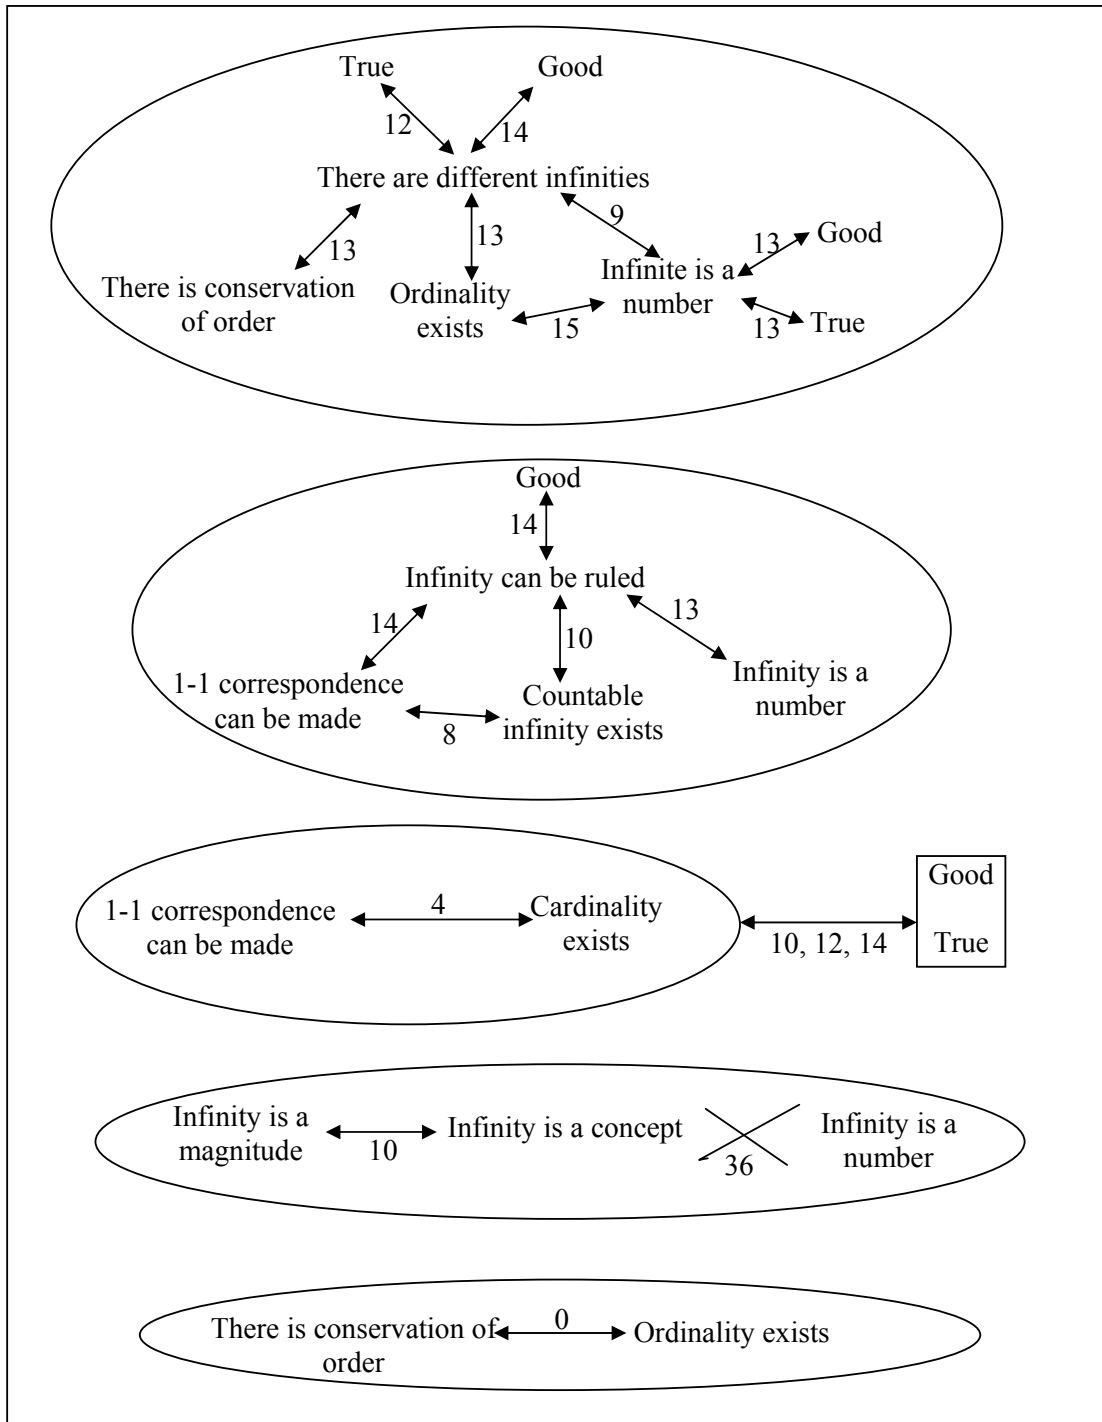 True
Good
12
14
There are different infinities
9
13
13
13
Good
There is conservation
of order
Ordinality
exists
Infinite is a
number
15
13
True
Good
14
Infinity can be ruled
14
10
13
1-1 correspondence
can be made
8
Countable
infinity exists
Infinity is a
number
1-1 correspondence
can be made
4
Cardinality
exists
10, 12, 14
Good
True
Infinity is a
magnitude
10
Infinity is a concept
36
Infinity is a
number
There is conservation of
order
0
Ordinality exists